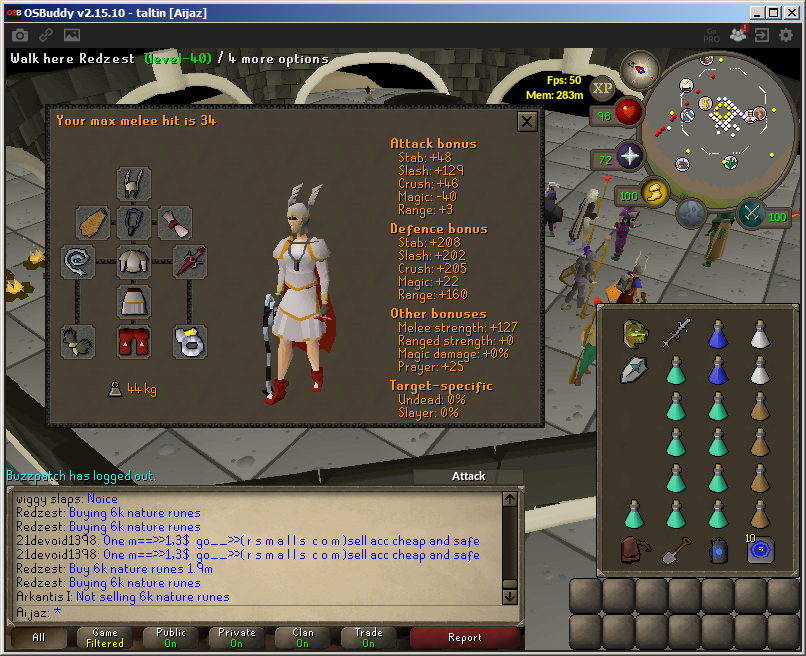 OSBuddy v2.15.10 - taltin [Aijaz]
Go
PRO
Walk here Redzest (level-40) / 4 more options
Fps: 50
Mem: 283m
XP
98
72
100
100
Your max melee hit is 34
Attack bonus
Stab: +48
Slash: +129
Crush: +46
Magic: -40
Range: +3
Defence bonus
Stab: +208
Slash: +202
Crush: +205
Magic: +22
Range: +160
Other bonuses
Melee strength: +127
Ranged strength: +0
Magic damage: +0%
Prayer: +25
Target-specific
Undead: 0%
Slayer: 0%
44 kg
10
Buzzpatch has logged out.
Attack
wiggy slaps: Noice
Redzest: Buying 6k nature runes
Redzest: Buying 6k nature runes
21devoid1398: One m==>>1,3$ go__>>(r s m a l l s c o m)sell acc cheap and safe
21devoid1398: One m==>>1,3$ go__>>(r s m a l l s c o m)sell acc cheap and safe
Redzest: Buy 6k nature runes 1.9m
Redzest: Buying 6k nature runes
Arkantis I: Not selling 6k nature runes
Aijaz: *
All
Game
Filtered
Public
On
Private
On
Clan
On
Trade
On
Report